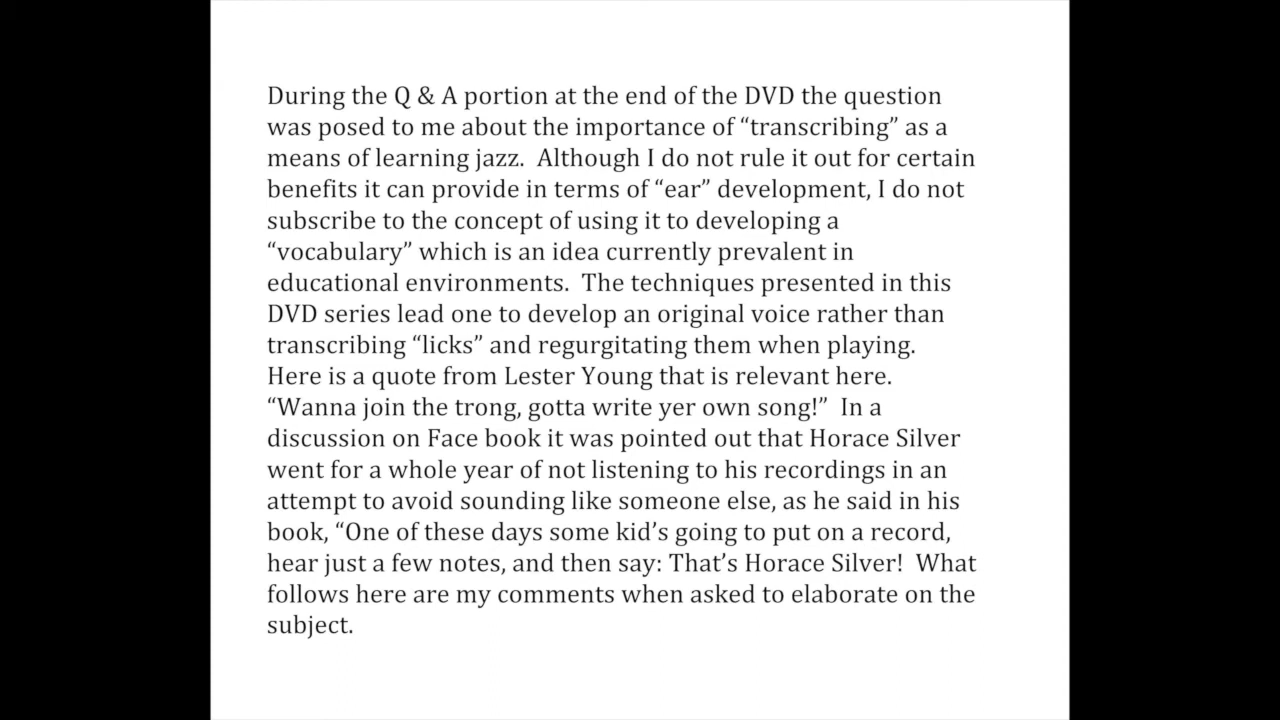 During the Q & A portion at the end of the DVD the question
was posed to me about the importance of “transcribing” as a
means of learning jazz.  Although I do not rule it out for certain
benefits it can provide in terms of “ear” development, I do not
subscribe to the concept of using it to developing a
“vocabulary” which is an idea currently prevalent in
educational environments.  The techniques presented in this
DVD series lead one to develop an original voice rather than
transcribing “licks” and regurgitating them when playing.
Here is a quote from Lester Young that is relevant here.
“Wanna join the trong, gotta write yer own song!”  In a
discussion on Face book it was pointed out that Horace Silver
went for a whole year of not listening to his recordings in an
attempt to avoid sounding like someone else, as he said in his
book, “One of these days some kid’s going to put on a record,
hear just a few notes, and then say: That’s Horace Silver!  What
follows here are my comments when asked to elaborate on the
subject.